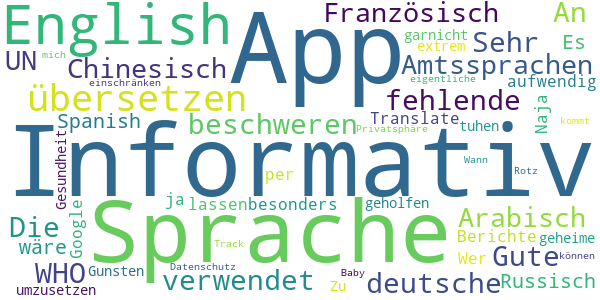 English
App
Französisch
An
UN
mich
garnicht
extrem
Sehr
Es
Chinesisch
einschränken
Amtssprachen
eigentliche
aufwendig
übersetzen
fehlende
Spanish
beschweren
Translate
Privatsphäre
tuhen
Naja
kommt
Informativ
Gesundheit
Wann
Rotz
per
ja
Google
lassen
besonders
geholfen
Sprache
Arabisch
Die
wäre
Track
Berichte
geheime
Wer
Gute
können
WHO
Gunsten
Datenschutz
verwendet
Baby
Zu
deutsche
Russisch
umzusetzen